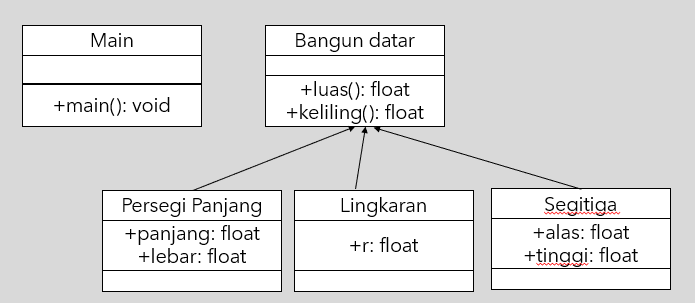 Main
+main(): void
Bangun datar
+luas(): float
+keliling(): float
Persegi Panjang
+panjang: float
+lebar: float
Lingkaran
+r: float
Segitiga
+alas: float
+tinggi: float